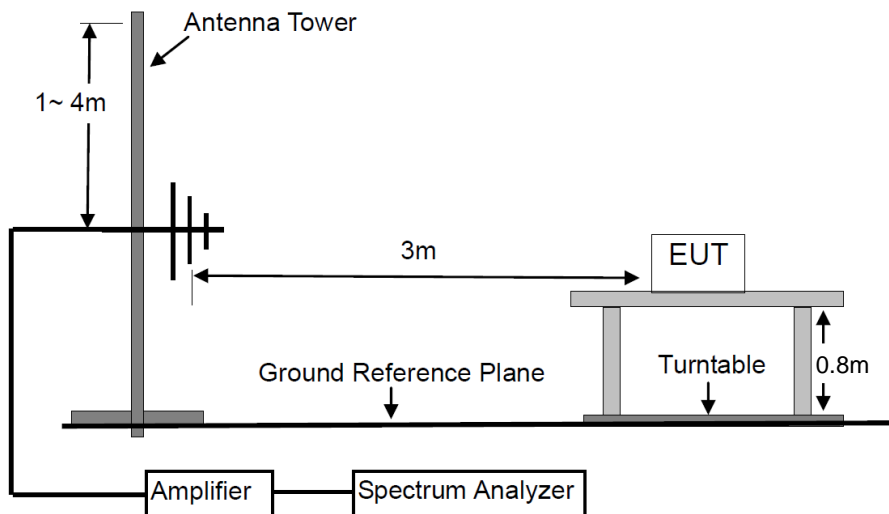 Antenna Tower
1~ 4m
3m
EUT
Ground Reference Plane
Turntable
0.8m
Amplifier
Spectrum Analyzer